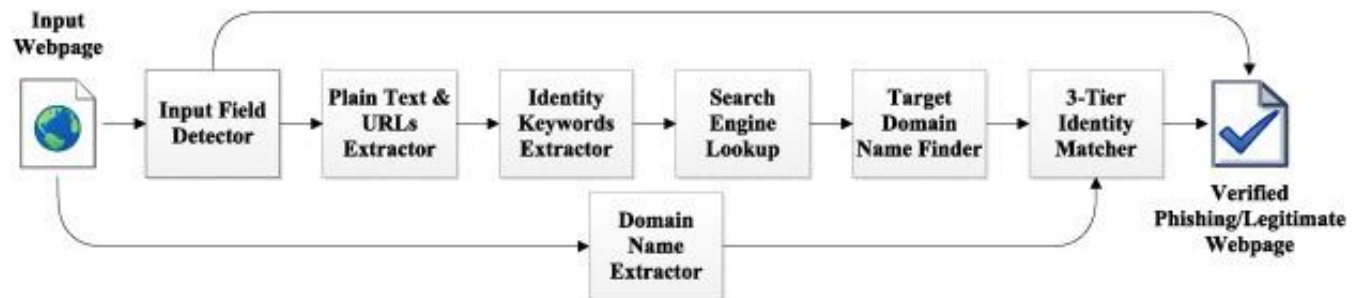 Input
Webpage
Input Field
Detector
Plain Text &
URLs
Extractor
Identity
Keywords
Extractor
Search
Engine
Lookup
Target
Domain
Name Finder
3-Tier
Identity
Matcher
Verified
Phishing/Legitimate
Webpage
Domain
Name
Extractor